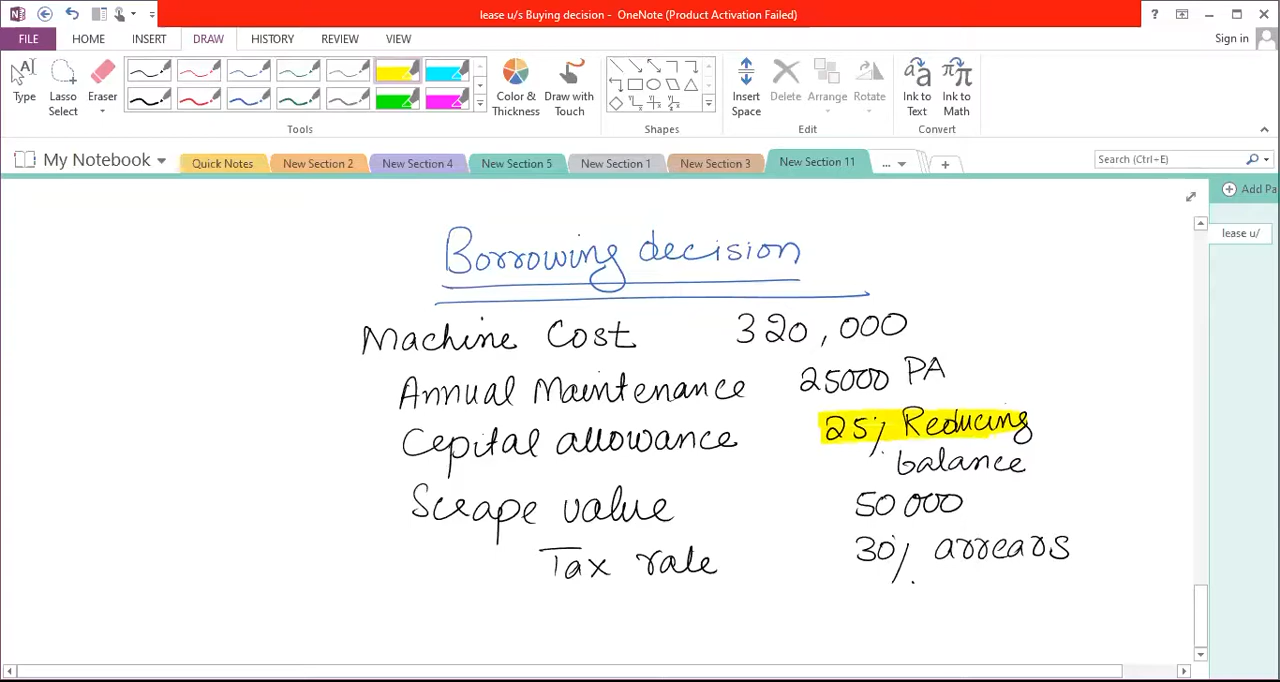 lease u/s Buying decision - OneNote (Product Activation Failed)
FILE HOME INSERT DRAW HISTORY REVIEW VIEW
Sign in
Type
Lasso Select
Eraser
Color & Thickness
Draw with Touch
Insert Space
Delete
Arrange
Rotate
Ink to Text
Ink to Math
Tools
Shapes
Edit
Convert
My Notebook
Quick Notes
New Section 2
New Section 4
New Section 5
New Section 1
New Section 3
New Section 11
...
Search (Ctrl+E)
Add Pa
lease u/
Borrowing decision
Machine Cost 320,000
Annual Maintenance 25000 PA
Cepital allowance 25% Reducing
balance
Scrape value 50000
Tax rate 30% arrears